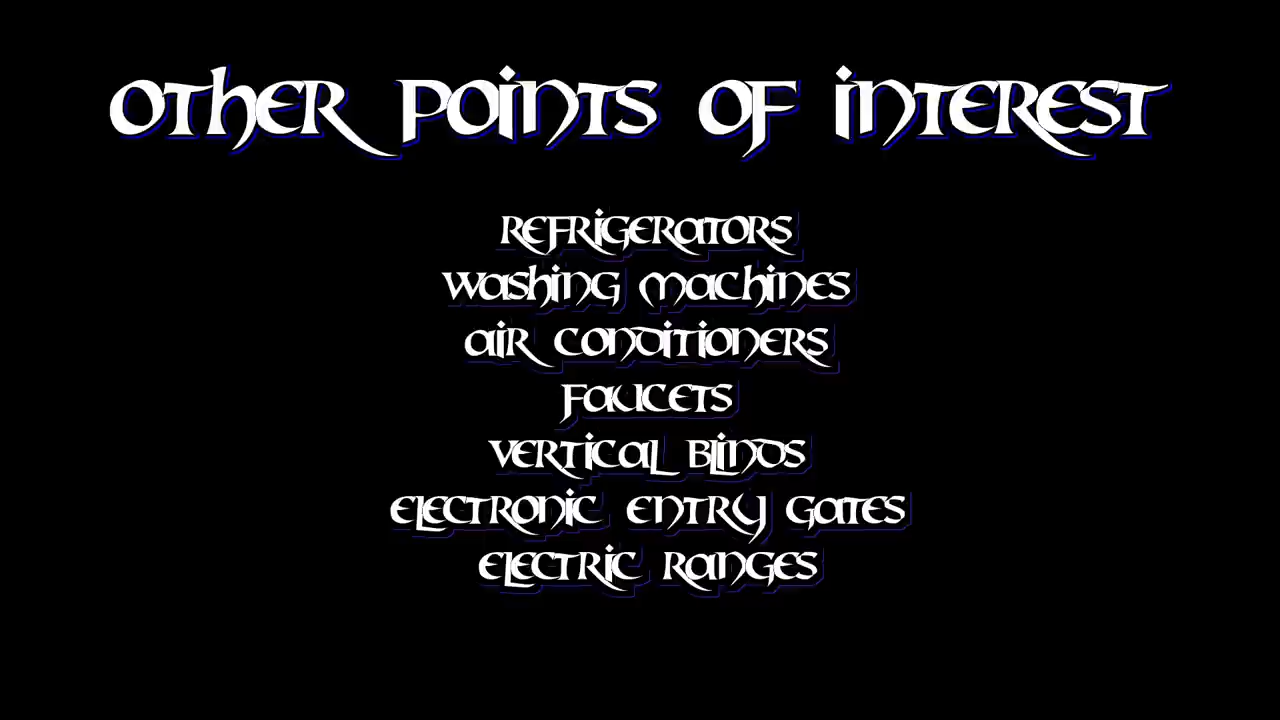 OTHER POINTS OF INTEREST
REFRIGERATORS
WASHING MACHINES
AIR CONDITIONERS
FAUCETS
VERTICAL BLINDS
ELECTRONIC ENTRY GATES
ELECTRIC RANGES